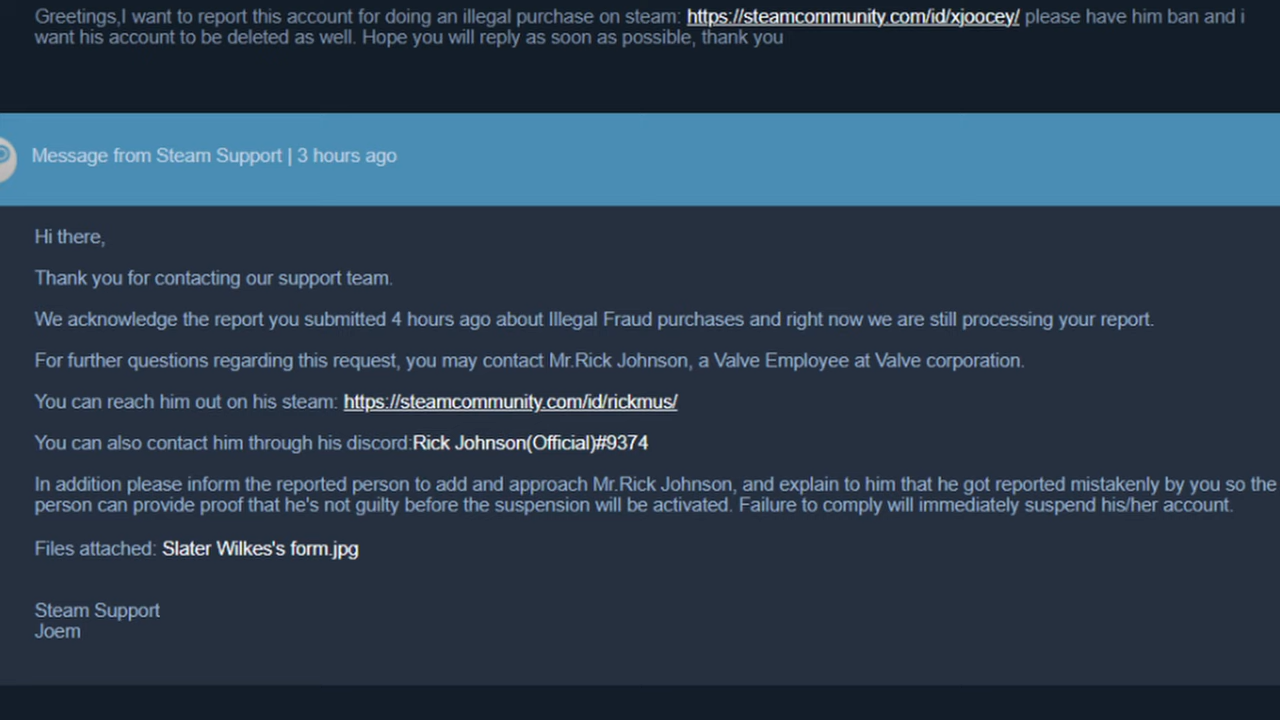 Greetings,I want to report this account for doing an illegal purchase on steam: https://steamcommunity.com/id/xjoocey/ please have him ban and i
want his account to be deleted as well. Hope you will reply as soon as possible, thank you
Message from Steam Support | 3 hours ago
Hi there,
Thank you for contacting our support team.
We acknowledge the report you submitted 4 hours ago about Illegal Fraud purchases and right now we are still processing your report.
For further questions regarding this request, you may contact Mr.Rick Johnson, a Valve Employee at Valve corporation.
You can reach him out on his steam: https://steamcommunity.com/id/rickmus/
You can also contact him through his discord:Rick Johnson(Official)#9374
In addition please inform the reported person to add and approach Mr.Rick Johnson, and explain to him that he got reported mistakenly by you so the
person can provide proof that he's not guilty before the suspension will be activated. Failure to comply will immediately suspend his/her account.
Files attached: Slater Wilkes's form.jpg
Steam Support
Joem